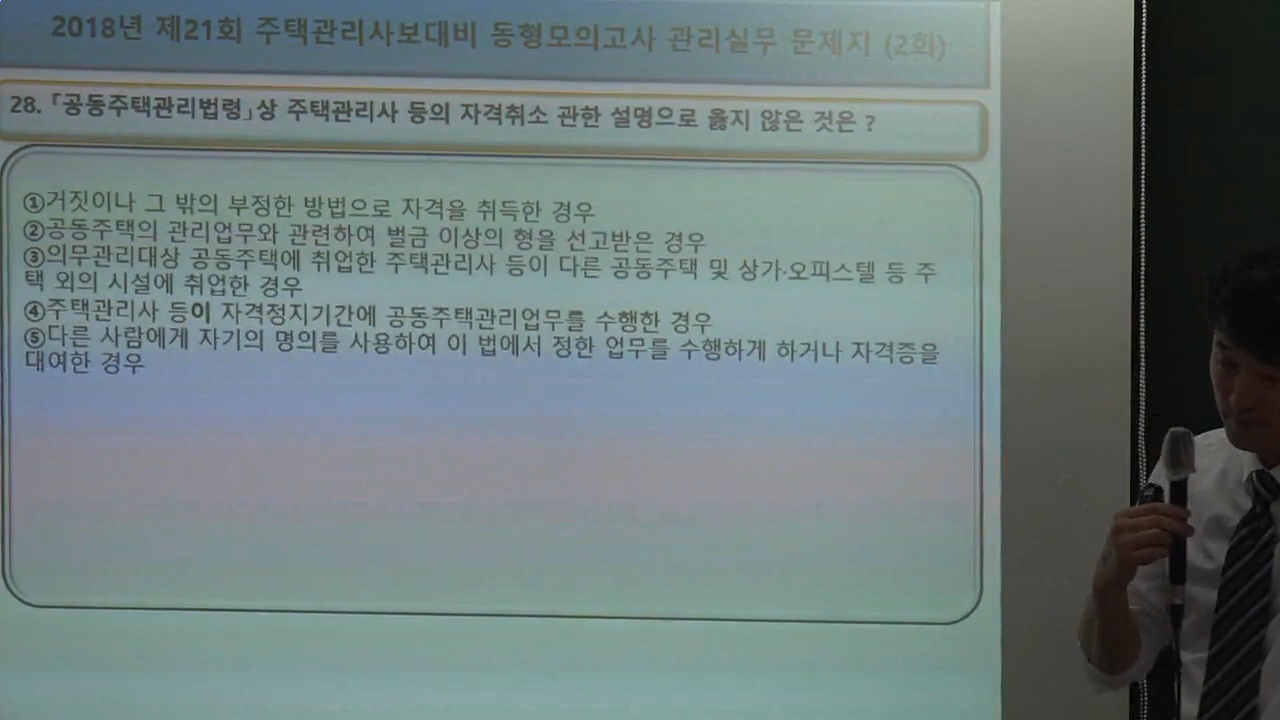 2018년 제21회 주택관리사보대비 동형모의고사 관리실무 문제지 (2회)
28. 「공동주택관리법령」상 주택관리사 등의 자격취소 관한 설명으로 옳지 않은 것은 ?
①거짓이나 그 밖의 부정한 방법으로 자격을 취득한 경우
②공동주택의 관리업무와 관련하여 벌금 이상의 형을 선고받은 경우
③의무관리대상 공동주택에 취업한 주택관리사 등이 다른 공동주택 및 상가·오피스텔 등 주
택 외의 시설에 취업한 경우
④주택관리사 등이 자격정지기간에 공동주택관리업무를 수행한 경우
⑤다른 사람에게 자기의 명의를 사용하여 이 법에서 정한 업무를 수행하게 하거나 자격증을
대여한 경우